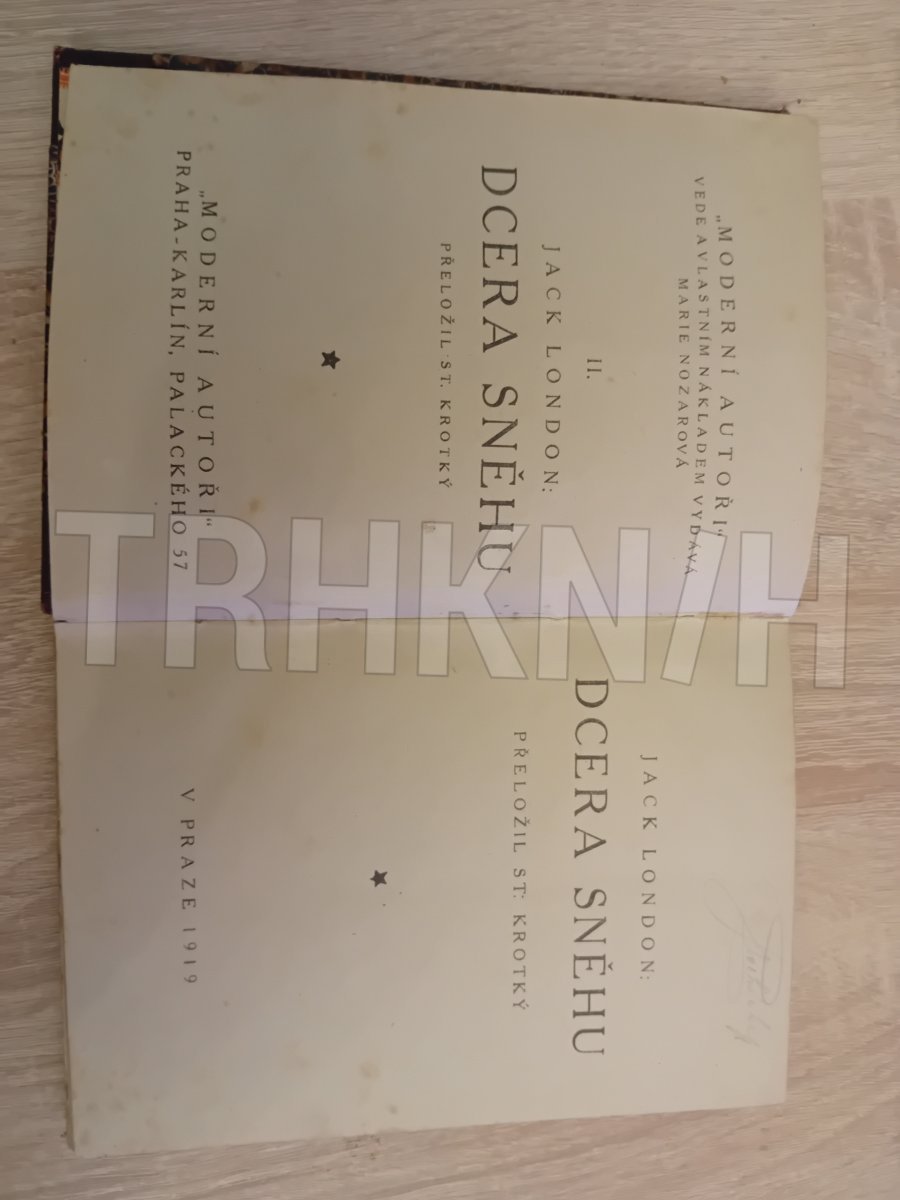 „MODERNÍ AUTOŘI“
VEDE A VLASTNÍM NÁKLADEM VYDÁVÁ
MARIE NOZAROVÁ
II.
JACK LONDON:
DCERA SNĚHU
PŘELOŽIL ST. KROTKÝ
„MODERNÍ AUTOŘI“
PRAHA-KARLÍN, PALACKÉHO 57
JACK LONDON:
DCERA SNĚHU
PŘELOŽIL ST. KROTKÝ
V PRAZE 1919
TRHKNIH